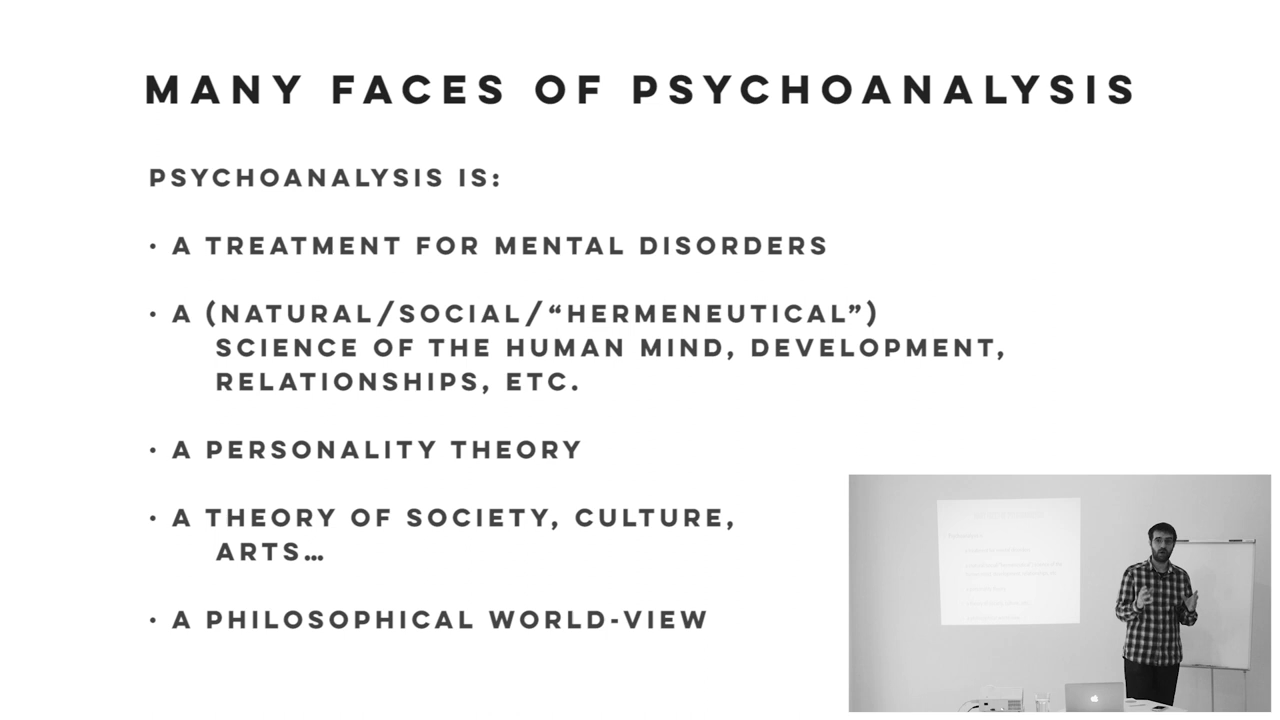 MANY FACES OF PSYCHOANALYSIS
PSYCHOANALYSIS IS:
• A TREATMENT FOR MENTAL DISORDERS
• A (NATURAL/SOCIAL/“HERMENEUTICAL”)
SCIENCE OF THE HUMAN MIND, DEVELOPMENT,
RELATIONSHIPS, ETC.
• A PERSONALITY THEORY
• A THEORY OF SOCIETY, CULTURE,
ARTS…
• A PHILOSOPHICAL WORLD-VIEW